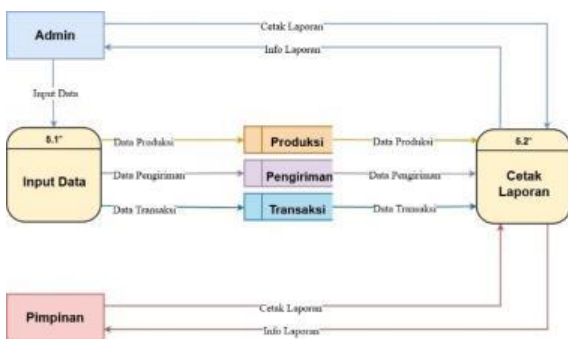 Admin
Cetak Laporan
Info Laporan
Input Data
5.1*
Input Data
Data Produksi
Produksi
Data Produksi
Data Pengiriman
Pengiriman
Data Pengiriman
Data Transaksi
Transaksi
Data Transaksi
5.2*
Cetak
Laporan
Pimpinan
Cetak Laporan
Info Laporan